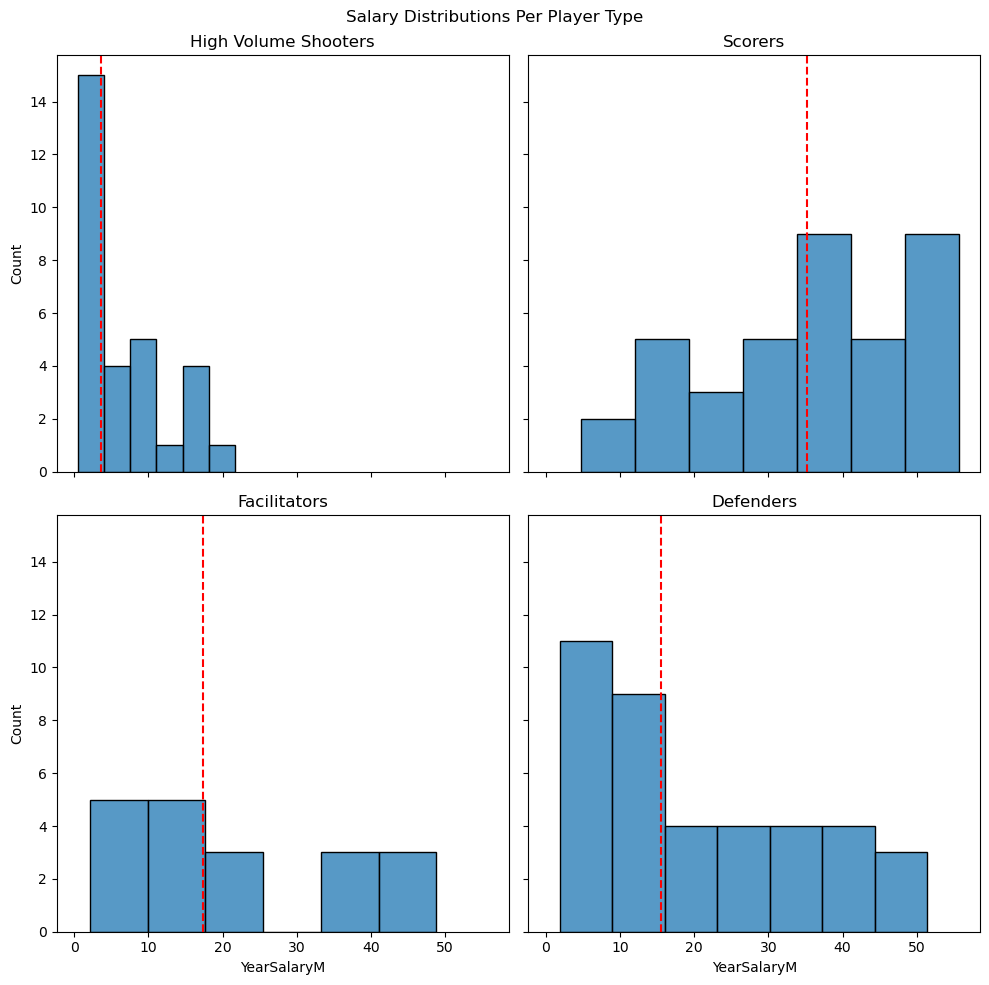 Salary Distributions Per Player Type
High Volume Shooters
Scorers
14
12
10
8
6
4
2
0
Count
Facilitators
Defenders
14
12
10
8
6
4
2
0
Count
0 10 20 30 40 50
0 10 20 30 40 50
YearSalaryM
YearSalaryM